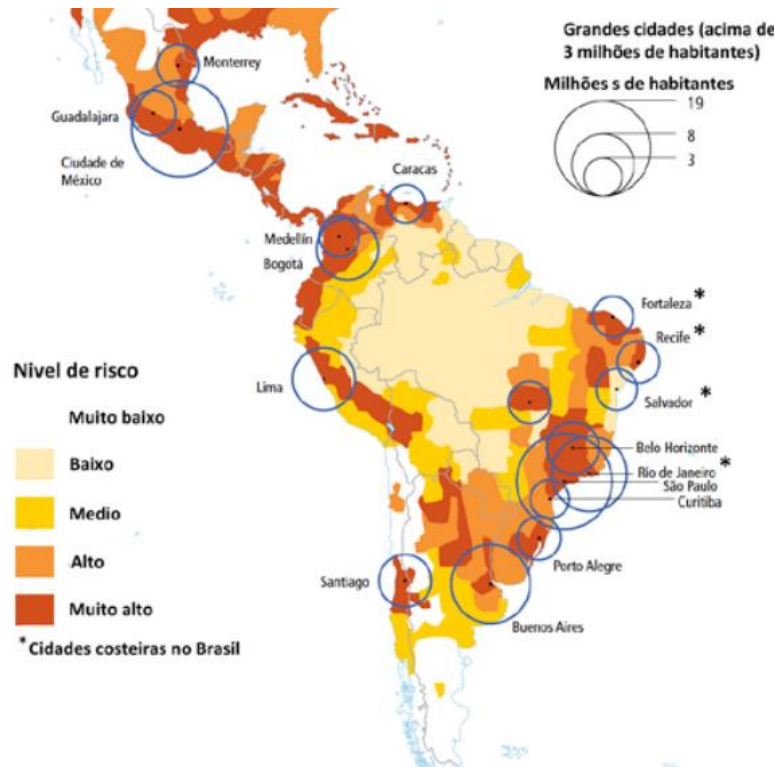 Grandes cidades (acima de
3 milhões de habitantes)
Milhões s de habitantes
19
8
3
Monterrey
Guadalajara
Ciudade de
México
Caracas
Medellín
Bogotá
Fortaleza *
Recife *
Lima
Salvador *
Belo Horizonte
Rio de Janeiro *
São Paulo
Curitiba
Porto Alegre
Santiago
Buenos Aires
Nivel de risco
Muito baixo
Baixo
Medio
Alto
Muito alto
* Cidades costeiras no Brasil